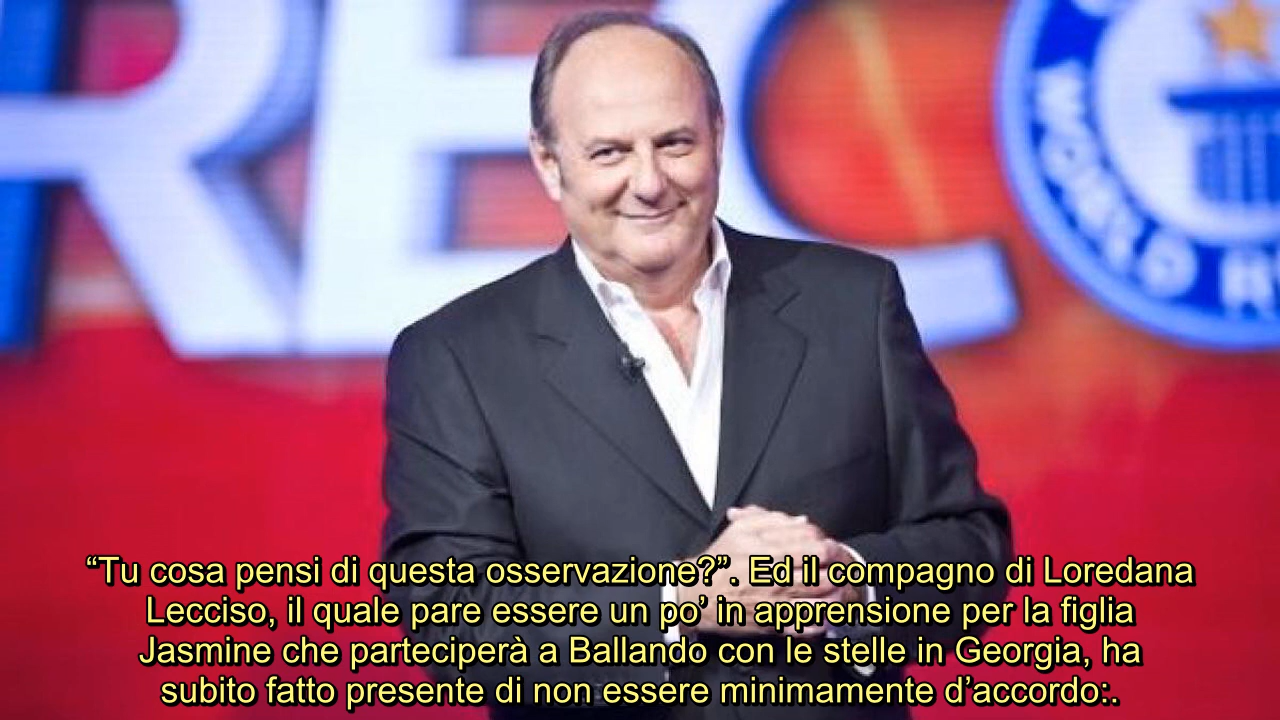 REC
WORLD R
“Tu cosa pensi di questa osservazione?”. Ed il compagno di Loredana
Lecciso, il quale pare essere un po’ in apprensione per la figlia
Jasmine che parteciperà a Ballando con le stelle in Georgia, ha
subito fatto presente di non essere minimamente d’accordo:.